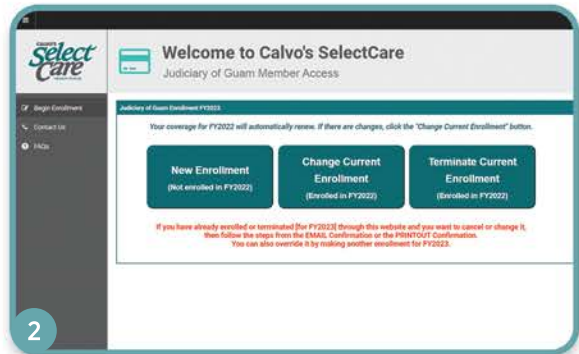 CALVO'S
Select
Care
Welcome to Calvo's SelectCare
Judiciary of Guam Member Access
Begin Enrollment
Contact Us
FAQs
Judiciary of Guam Enrollment FY2023
Your coverage for FY2022 will automatically renew. If there are changes, click the "Change Current Enrollment" button.
New Enrollment
(Not enrolled in FY2022)
Change Current
Enrollment
(Enrolled in FY2022)
Terminate Current
Enrollment
(Enrolled in FY2022)
If you have already enrolled or terminated [for FY2023] through this website and you want to cancel or change it,
then follow the steps from the EMAIL Confirmation or the PRINTOUT Confirmation.
You can also override it by making another enrollment for FY2023.
2